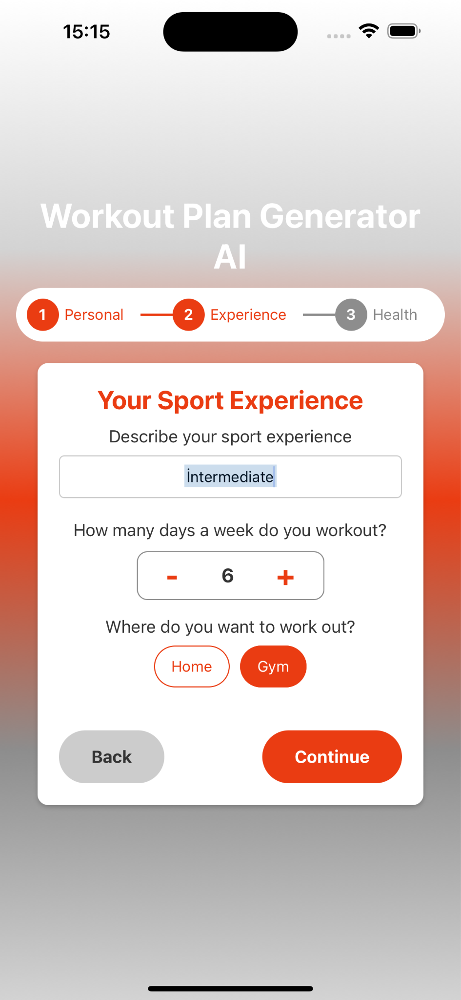 15:15
Workout Plan Generator
AI
1 Personal 2 Experience 3 Health
Your Sport Experience
Describe your sport experience
İntermediate
How many days a week do you workout?
- 6 +
Where do you want to work out?
Home Gym
Back Continue